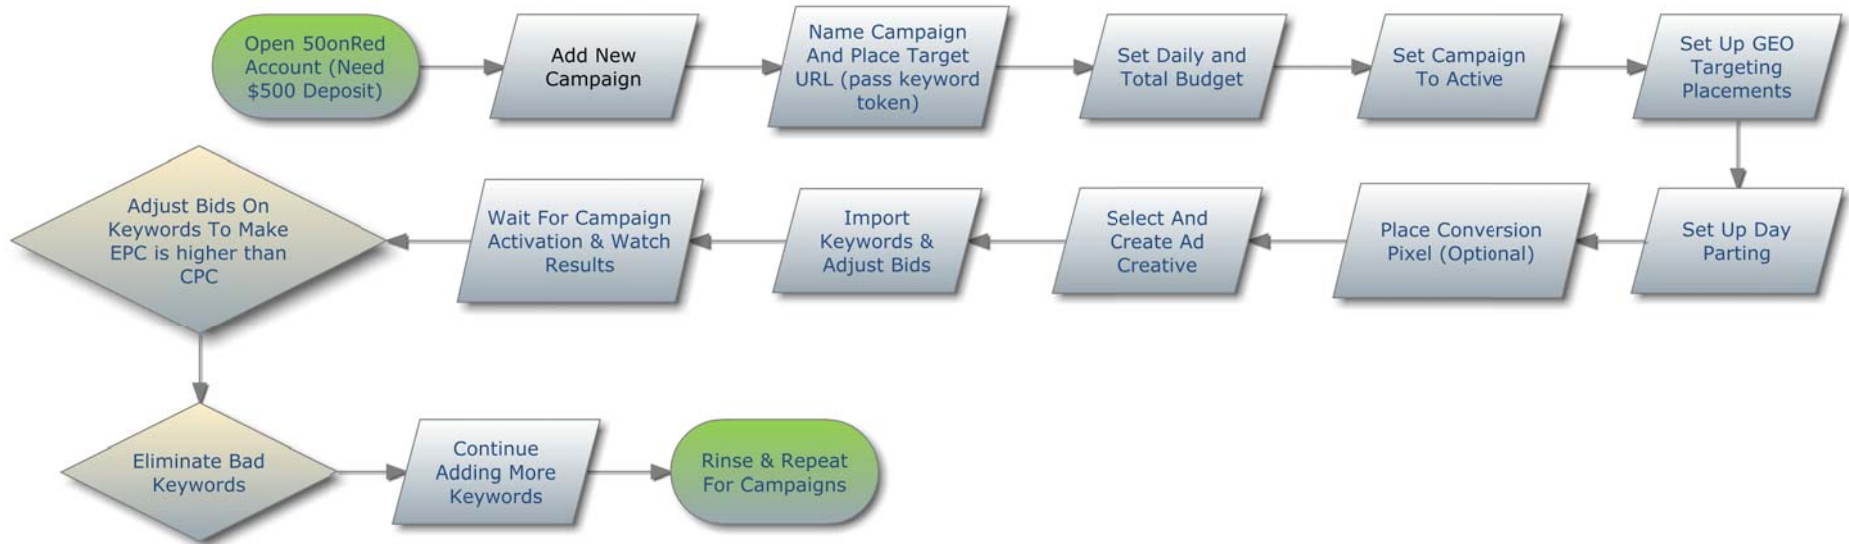 Open 50onRed
Account (Need
$500 Deposit)
Add New
Campaign
Name Campaign
And Place Target
URL (pass keyword
token)
Set Daily and
Total Budget
Set Campaign
To Active
Set Up GEO
Targeting
Placements
Set Up Day
Parting
Place Conversion
Pixel (Optional)
Select And
Create Ad
Creative
Import
Keywords &
Adjust Bids
Wait For Campaign
Activation & Watch
Results
Adjust Bids On
Keywords To Make
EPC is higher than
CPC
Eliminate Bad
Keywords
Continue
Adding More
Keywords
Rinse & Repeat
For Campaigns